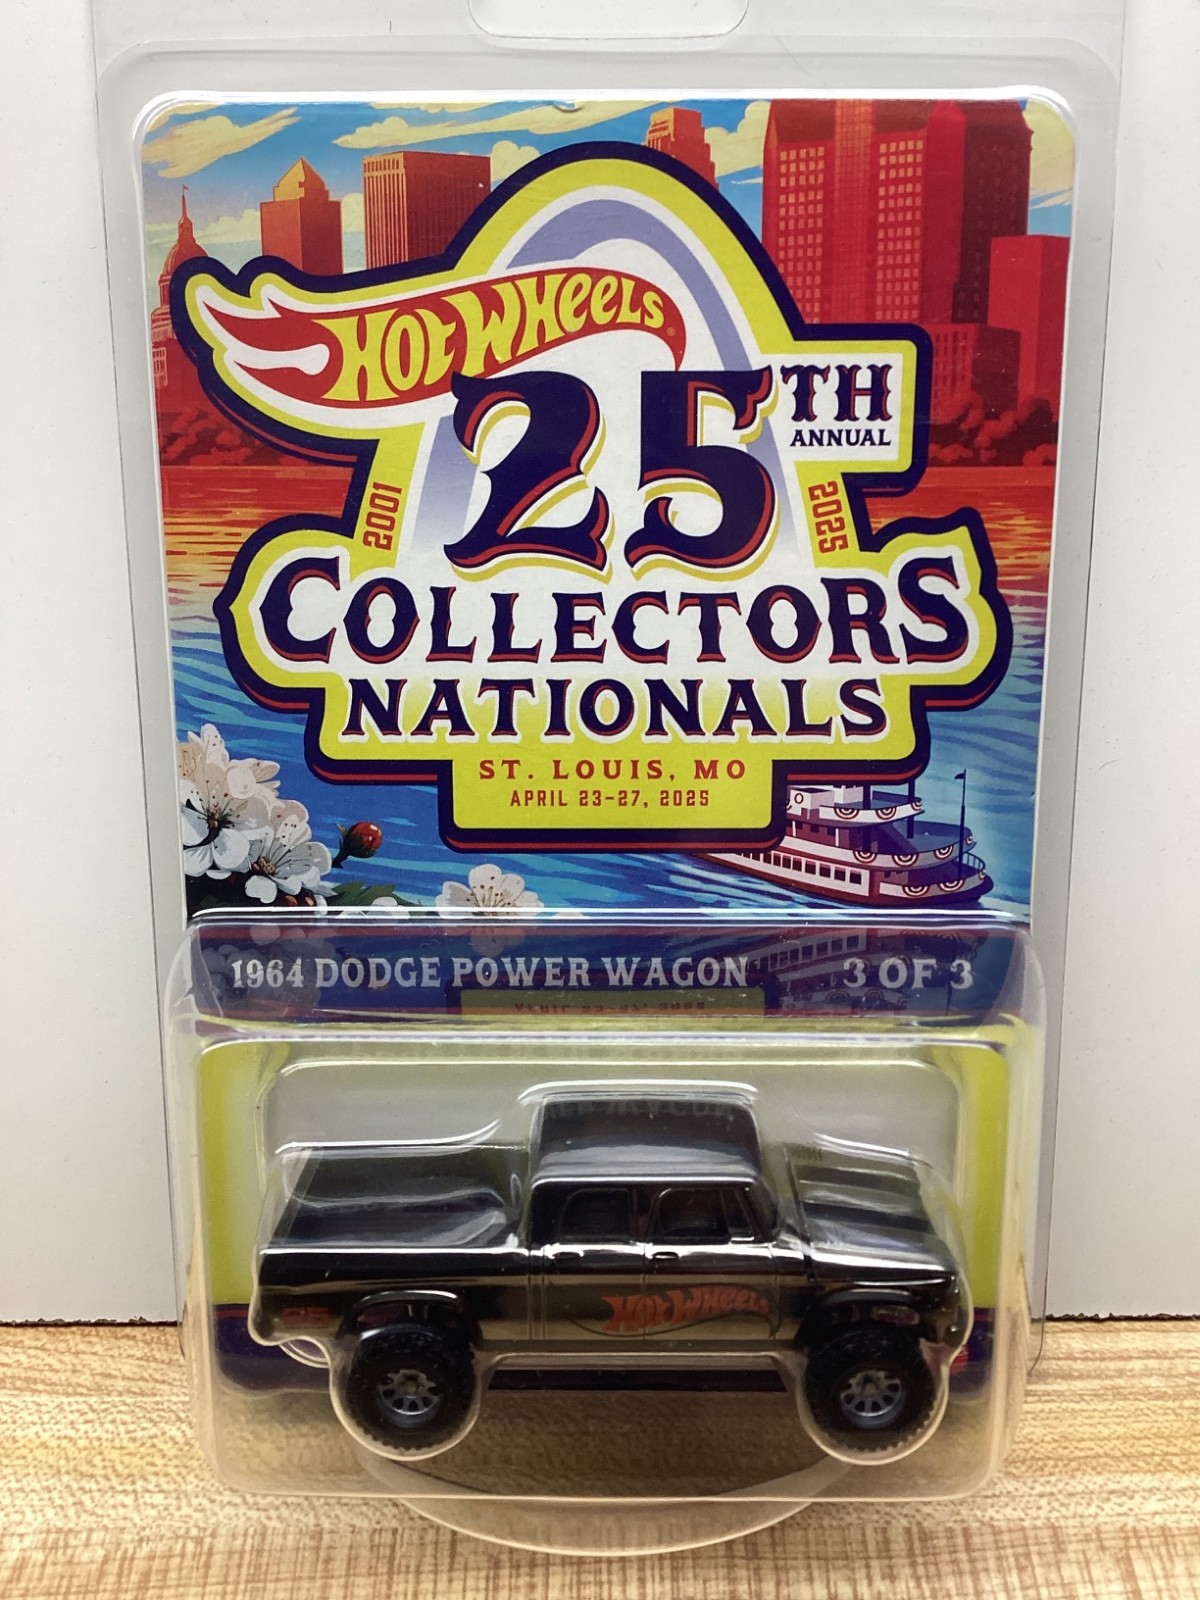 HOT WHEELS®
25TH
ANNUAL
2001
2025
COLLECTORS
NATIONALS
ST. LOUIS, MO
APRIL 23-27, 2025
1964 DODGE POWER WAGON
3 OF 3
HOT WHEELS
25